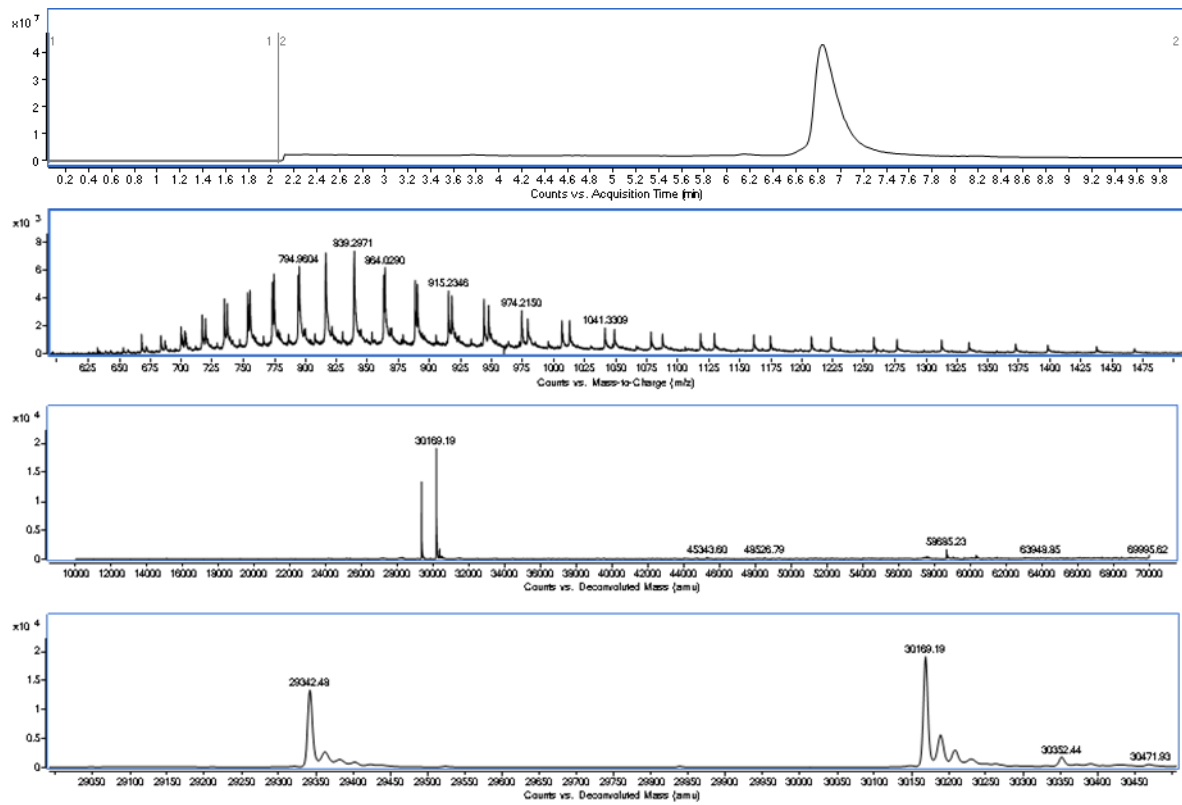 x10 7
1 1 2 2
4
3
2
1
0
0.2 0.4 0.6 0.8 1 1.2 1.4 1.6 1.8 2 2.2 2.4 2.6 2.8 3 3.2 3.4 3.6 3.8 4 4.2 4.4 4.6 4.8 5 5.2 5.4 5.6 5.8 6 6.2 6.4 6.6 6.8 7 7.2 7.4 7.6 7.8 8 8.2 8.4 8.6 8.8 9 9.2 9.4 9.6 9.8
Counts vs. Acquisition Time (min)
x10 3
8
6
4
2
0
794.9604 839.2971 864.0290 915.2346 974.2150 1041.3309
625 650 675 700 725 750 775 800 825 850 875 900 925 950 975 1000 1025 1050 1075 1100 1125 1150 1175 1200 1225 1250 1275 1300 1325 1350 1375 1400 1425 1450 1475
Counts vs. Mass-to-Charge (m/z)
x10 4
2
1.5
1
0.5
0
30169.19
45343.60 48526.79 58685.23 63948.85 69995.62
10000 12000 14000 16000 18000 20000 22000 24000 26000 28000 30000 32000 34000 36000 38000 40000 42000 44000 46000 48000 50000 52000 54000 56000 58000 60000 62000 64000 66000 68000 70000
Counts vs. Deconvoluted Mass (amu)
x10 4
2
1.5
1
0.5
0
30169.19
29342.49
30352.44 30471.93
29050 29100 29150 29200 29250 29300 29350 29400 29450 29500 29550 29600 29650 29700 29750 29800 29850 29900 29950 30000 30050 30100 30150 30200 30250 30300 30350 30400 30450
Counts vs. Deconvoluted Mass (amu)